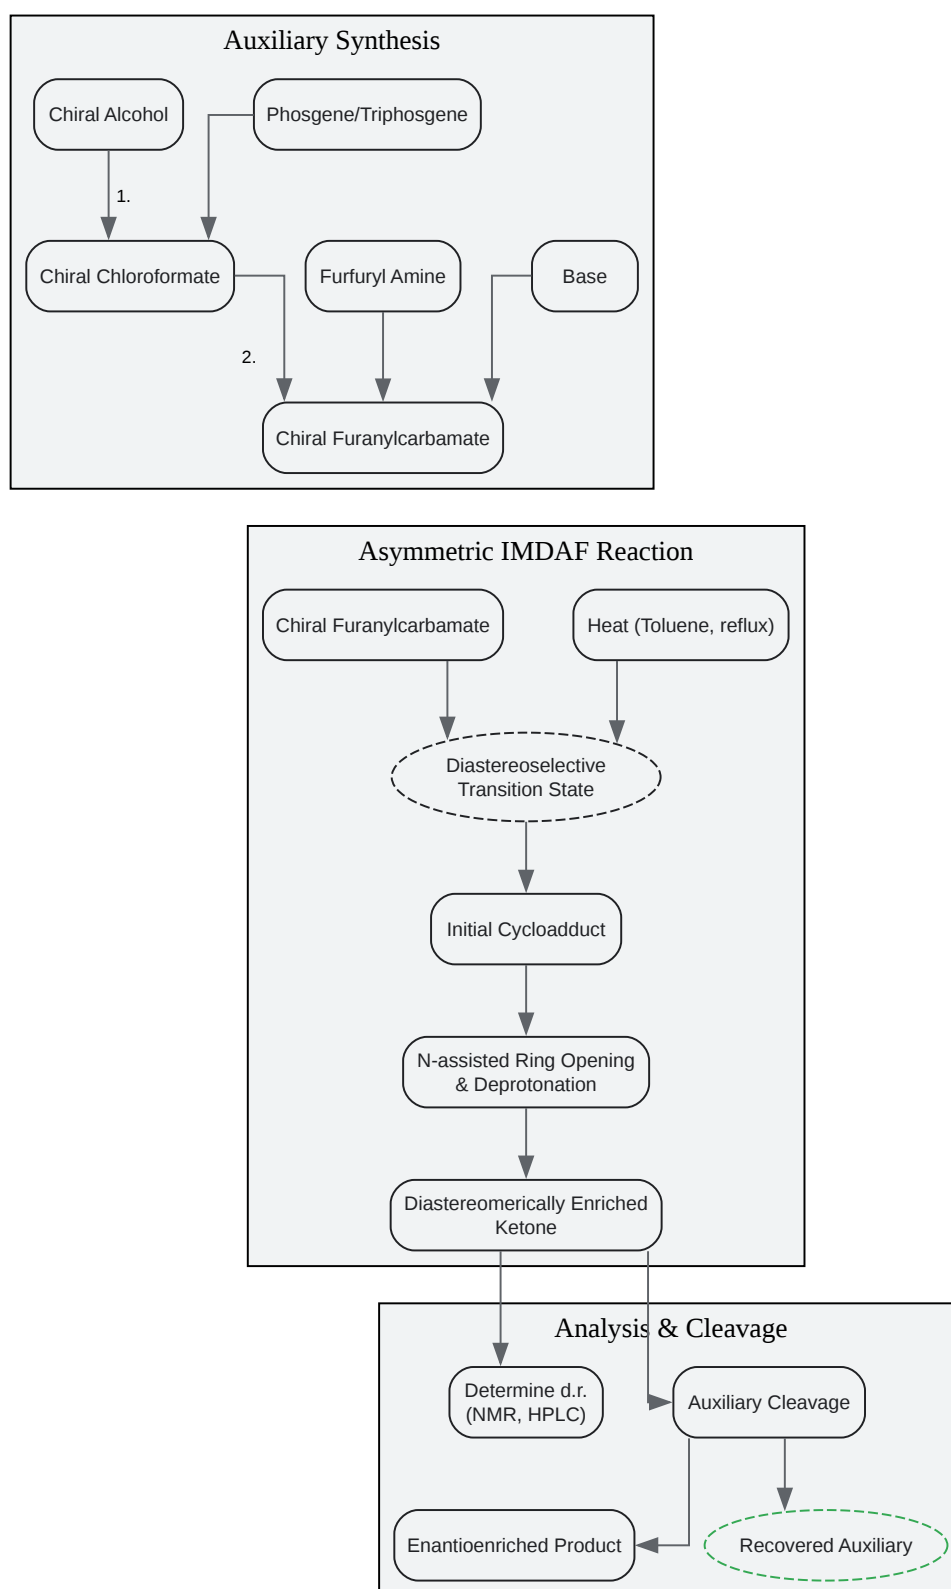 Auxiliary Synthesis
Chiral Alcohol
Phosgene/Triphosgene
1.
Chiral Chloroformate
Furfuryl Amine
Base
2.
Chiral Furanylcarbamate
Asymmetric IMDAF Reaction
Chiral Furanylcarbamate
Heat (Toluene, reflux)
Diastereoselective
Transition State
Initial Cycloadduct
N-assisted Ring Opening
& Deprotonation
Diastereomerically Enriched
Ketone
Analysis & Cleavage
Determine d.r.
(NMR, HPLC)
Auxiliary Cleavage
Enantioenriched Product
Recovered Auxiliary